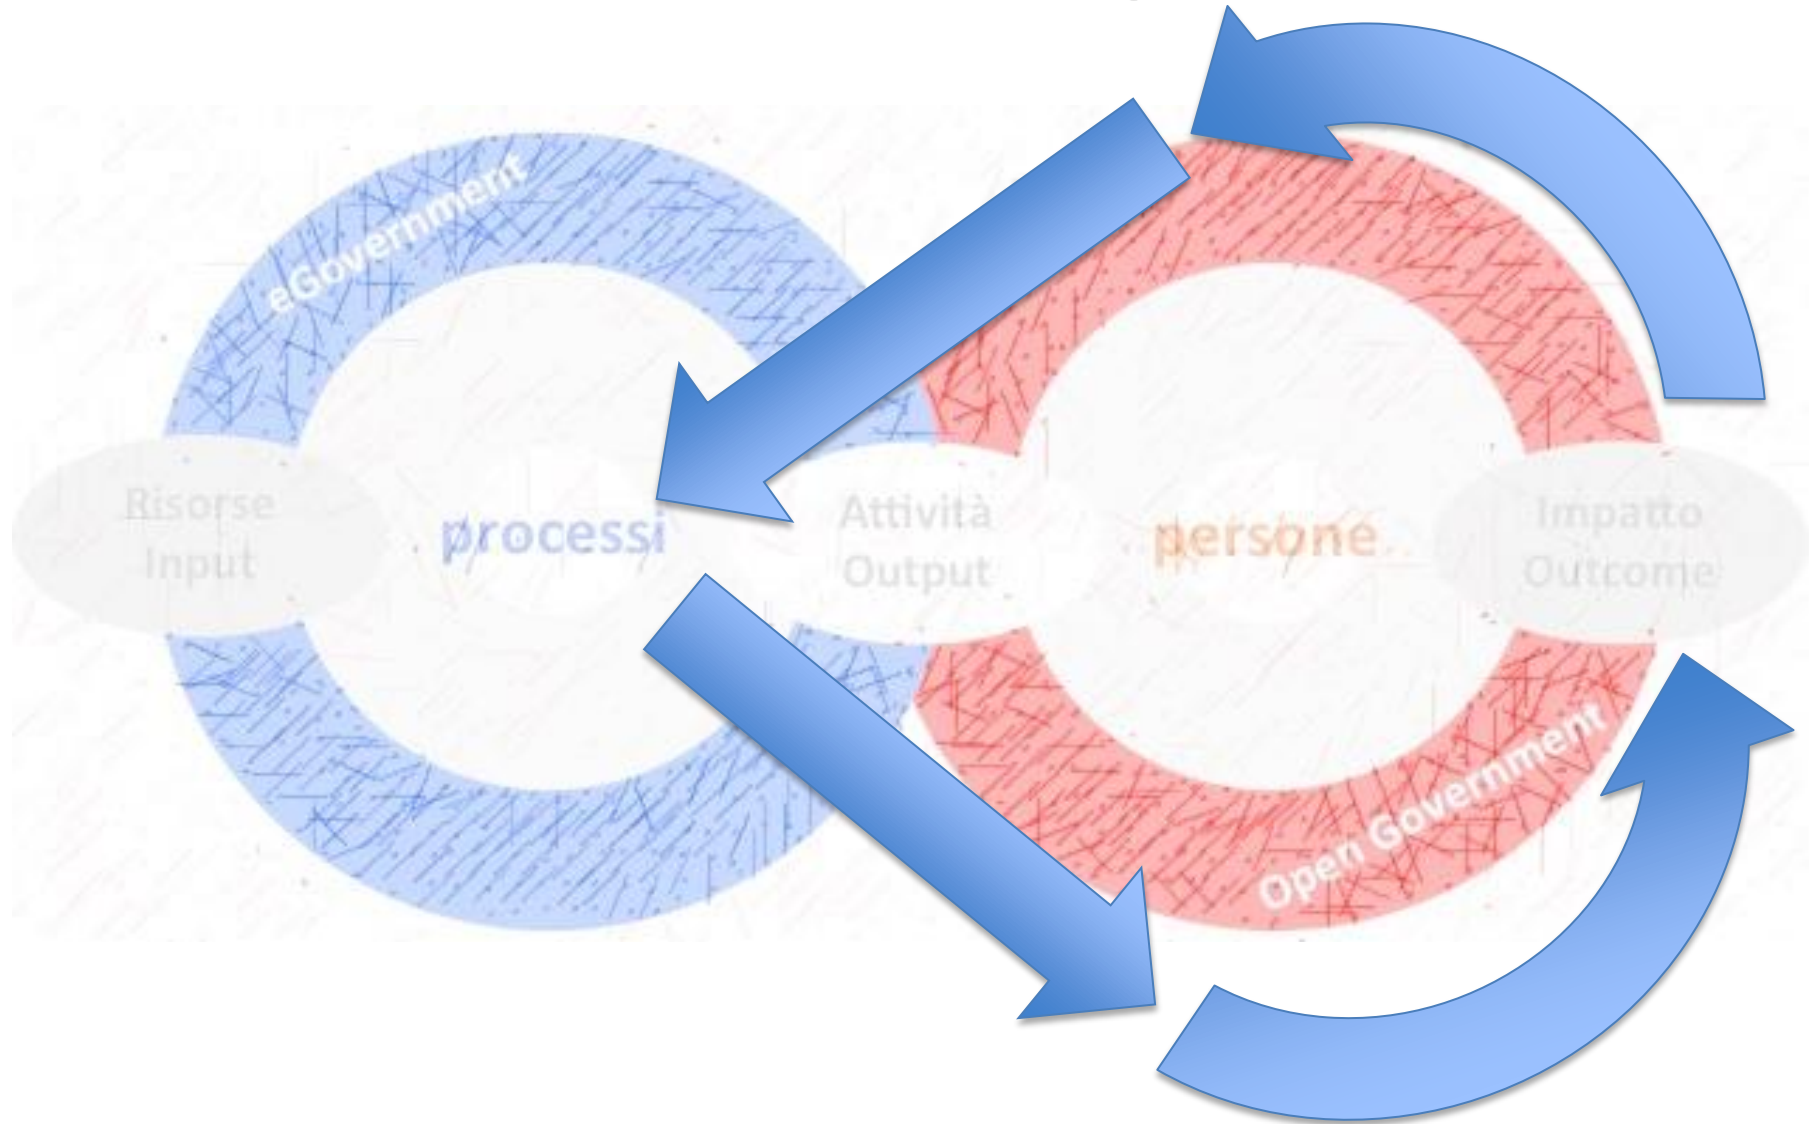 eGovernment
Risorse
Input
processi
Attività
Output
persone
Impatto
Outcome
Open Government